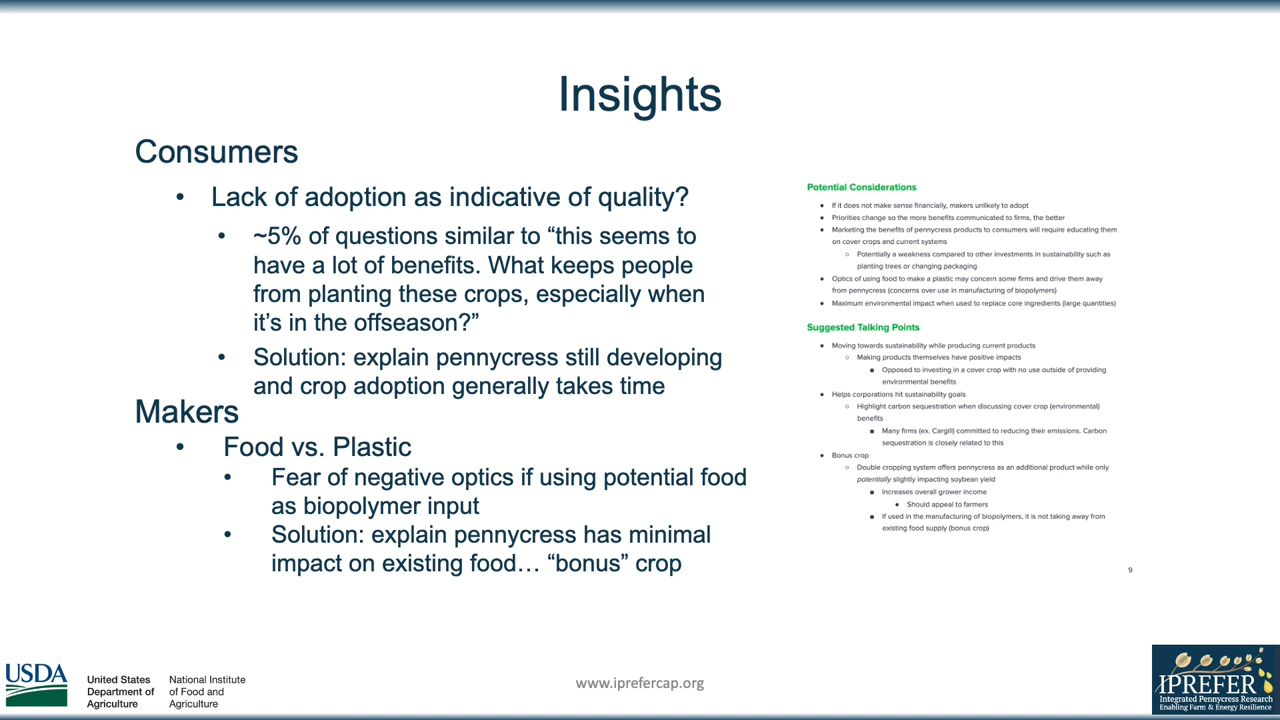 Insights
Consumers
• Lack of adoption as indicative of quality?
• ~5% of questions similar to “this seems to
have a lot of benefits. What keeps people
from planting these crops, especially when
it’s in the offseason?”
• Solution: explain pennycress still developing
and crop adoption generally takes time
Makers
• Food vs. Plastic
• Fear of negative optics if using potential food
as biopolymer input
• Solution: explain pennycress has minimal
impact on existing food… “bonus” crop
Potential Considerations
● If it does not make sense financially, makers unlikely to adopt
● Priorities change so the more benefits communicated to firms, the better
● Marketing the benefits of pennycress products to consumers will require educating them
on cover crops and current systems
○ Potentially a weakness compared to other investments in sustainability such as
planting trees or changing packaging
● Optics of using food to make a plastic may concern some firms and drive them away
from pennycress (concerns over use in manufacturing of biopolymers)
● Maximum environmental impact when used to replace core ingredients (large quantities)
Suggested Talking Points
● Moving towards sustainability while producing current products
○ Making products themselves have positive impacts
■ Opposed to investing in a cover crop with no use outside of providing
environmental benefits
● Helps corporations hit sustainability goals
○ Highlight carbon sequestration when discussing cover crop (environmental)
benefits
■ Many firms (ex. Cargill) committed to reducing their emissions. Carbon
sequestration is closely related to this
● Bonus crop
○ Double cropping system offers pennycress as an additional product while only
potentially slightly impacting soybean yield
■ Increases overall grower income
● Should appeal to farmers
■ If used in the manufacturing of biopolymers, it is not taking away from
existing food supply (bonus crop)
9
USDA
United States
Department of
Agriculture
National Institute
of Food and
Agriculture
www.iprefercap.org
IPREFER
Integrated Pennycress Research
Enabling Farm & Energy Resilience